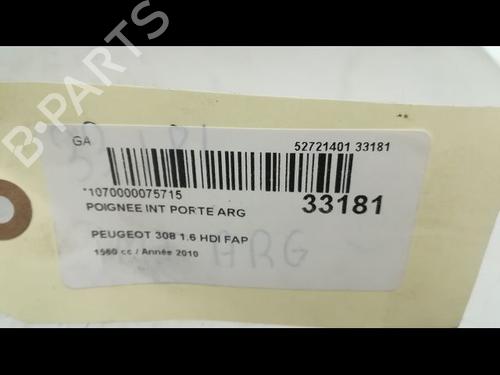 B-PARTS
GA
52721401 33181
*1070000075715
POIGNEE INT PORTE ARG
33181
PEUGEOT 308 1.6 HDI FAP
1560 cc / Année 2010
ARG